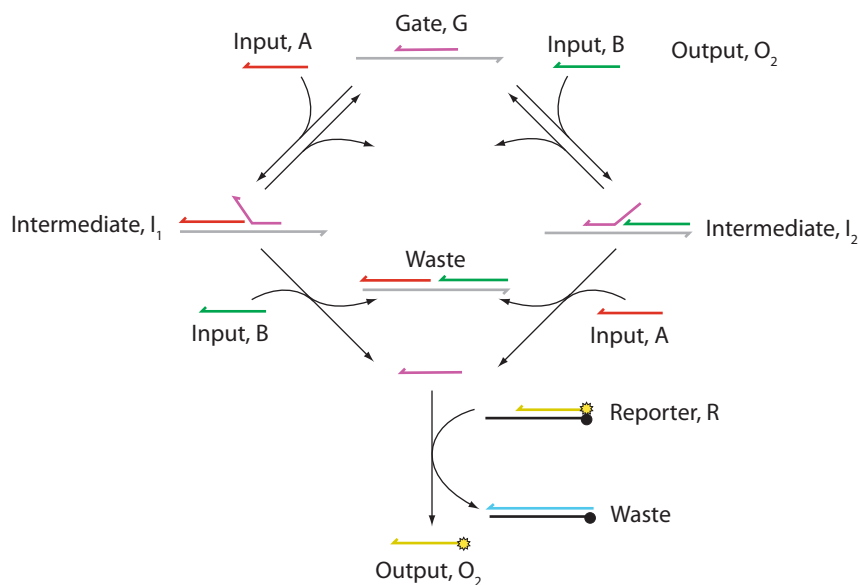 Gate, G
Input, A
Input, B
Output, O₂
Intermediate, I₁
Intermediate, I₂
Waste
Input, B
Input, A
Reporter, R
Waste
Output, O₂